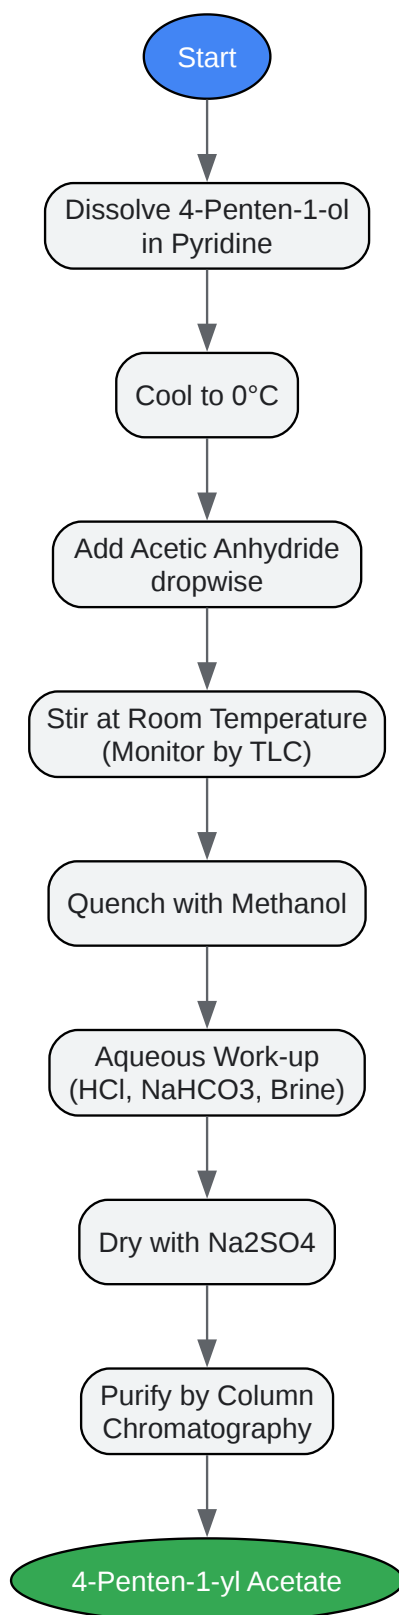 Start
Dissolve 4-Penten-1-ol
in Pyridine
Cool to 0°C
Add Acetic Anhydride
dropwise
Stir at Room Temperature
(Monitor by TLC)
Quench with Methanol
Aqueous Work-up
(HCl, NaHCO3, Brine)
Dry with Na2SO4
Purify by Column
Chromatography
4-Penten-1-yl Acetate